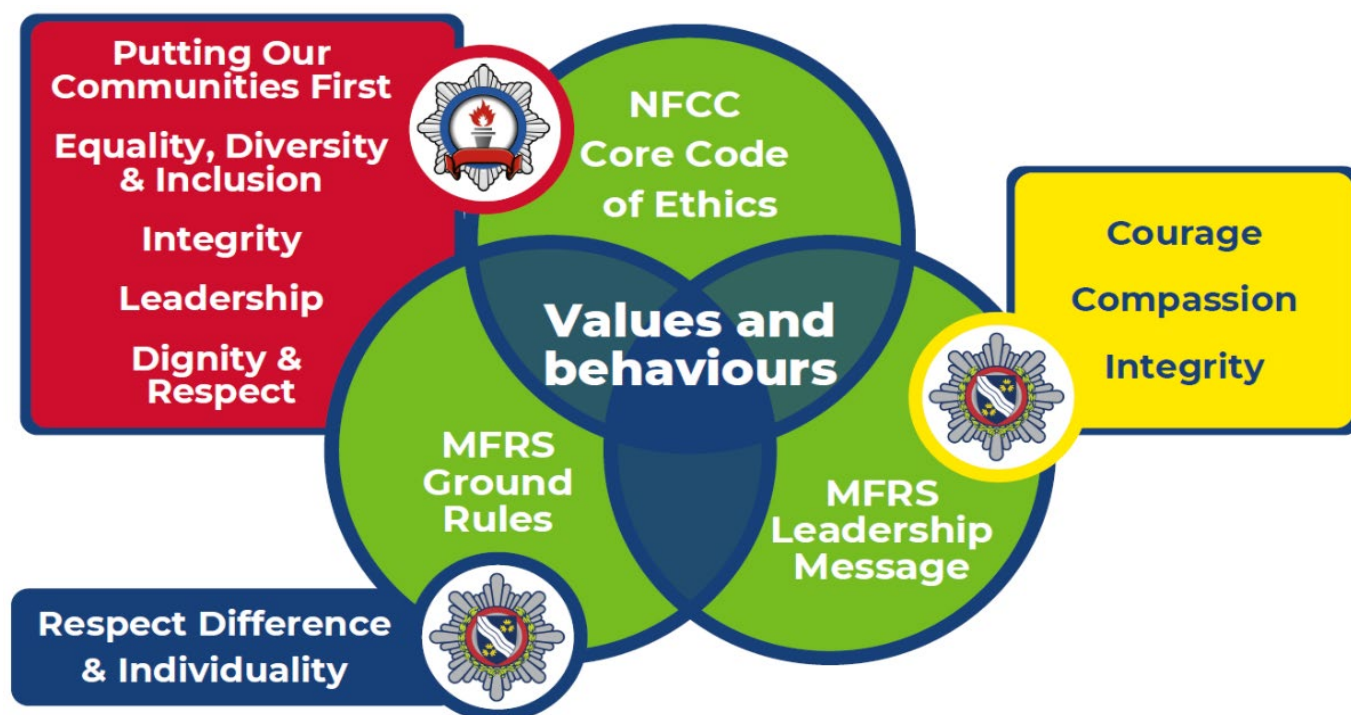 Putting Our
Communities First
Equality, Diversity
& Inclusion
Integrity
Leadership
Dignity &
Respect
NFCC
Core Code
of Ethics
Courage
Compassion
Integrity
Values and
behaviours
MFRS
Ground
Rules
MFRS
Leadership
Message
Respect Difference
& Individuality